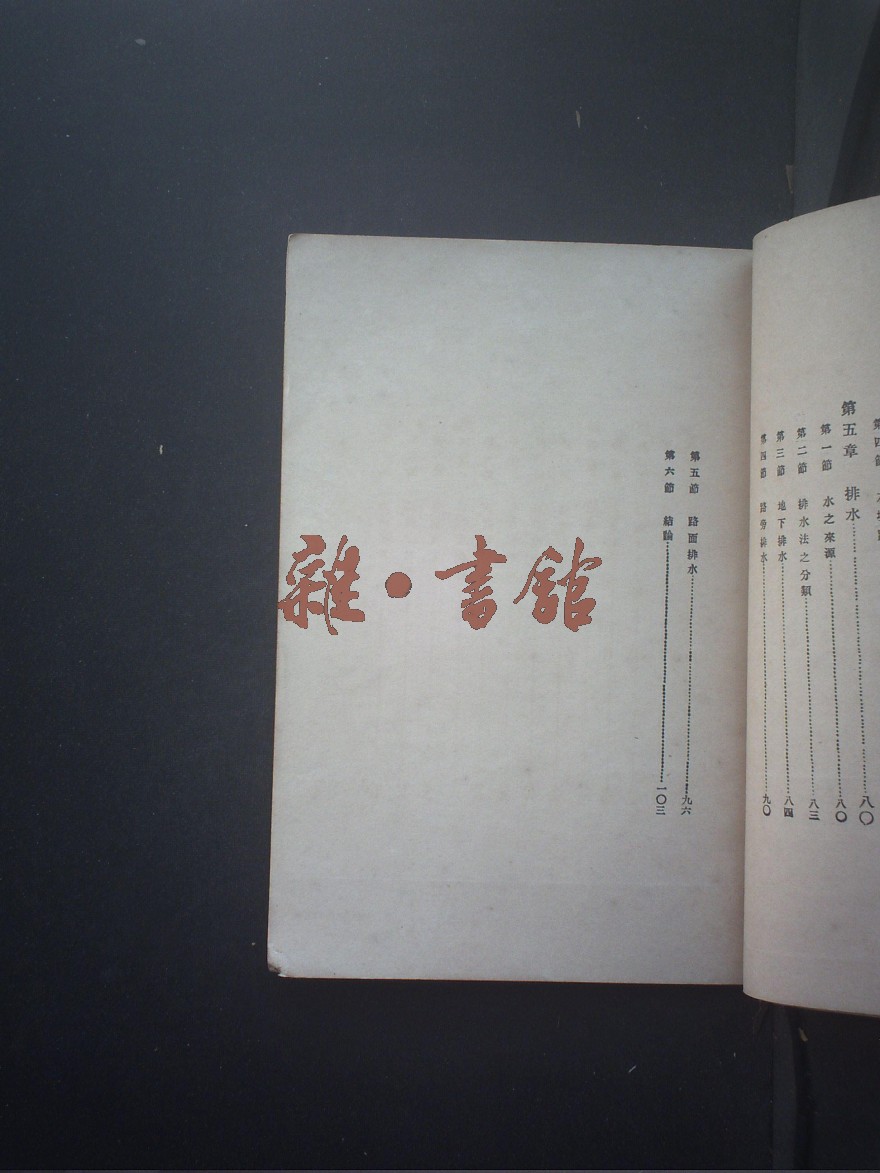 第五章 排水……八〇
第一節 水之來源……八〇
第二節 排水法之分類……八三
第三節 地下排水……八四
第四節 路旁排水……九〇
第五節 路面排水……九六
第六節 結論……一〇三
雜·書館